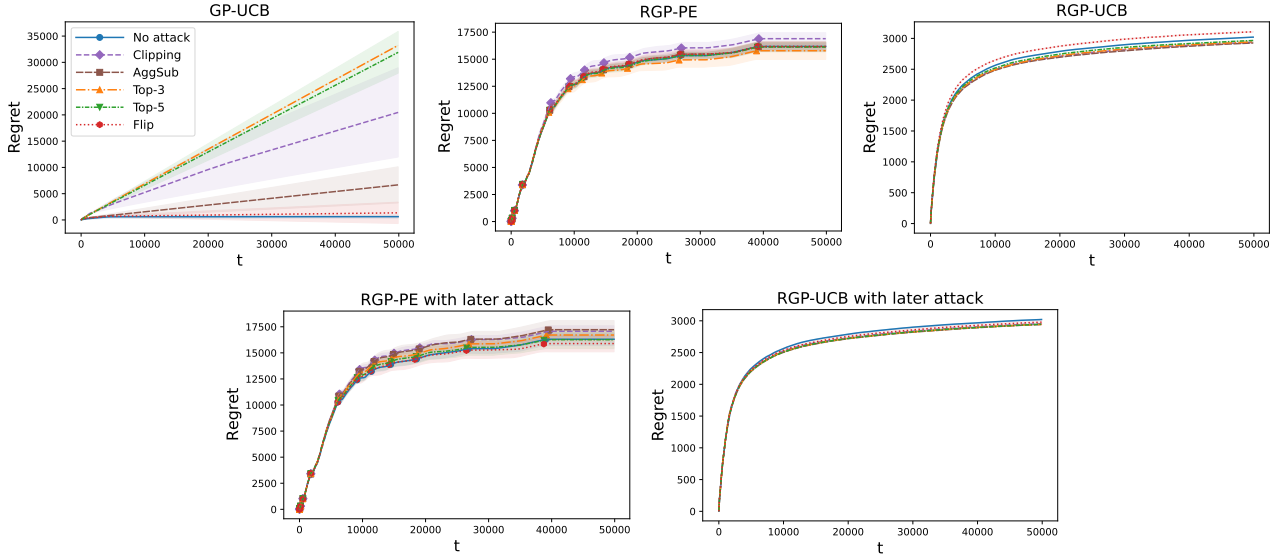 GP-UCB
Regret
35000
30000
25000
20000
15000
10000
5000
0
No attack
Clipping
AggSub
Top-3
Top-5
Flip
0 10000 20000 30000 40000 50000
t
RGP-PE
Regret
17500
15000
12500
10000
7500
5000
2500
0
0 10000 20000 30000 40000 50000
t
RGP-UCB
Regret
3000
2500
2000
1500
1000
500
0
0 10000 20000 30000 40000 50000
t
RGP-PE with later attack
Regret
17500
15000
12500
10000
7500
5000
2500
0
0 10000 20000 30000 40000 50000
t
RGP-UCB with later attack
Regret
3000
2500
2000
1500
1000
500
0
0 10000 20000 30000 40000 50000
t